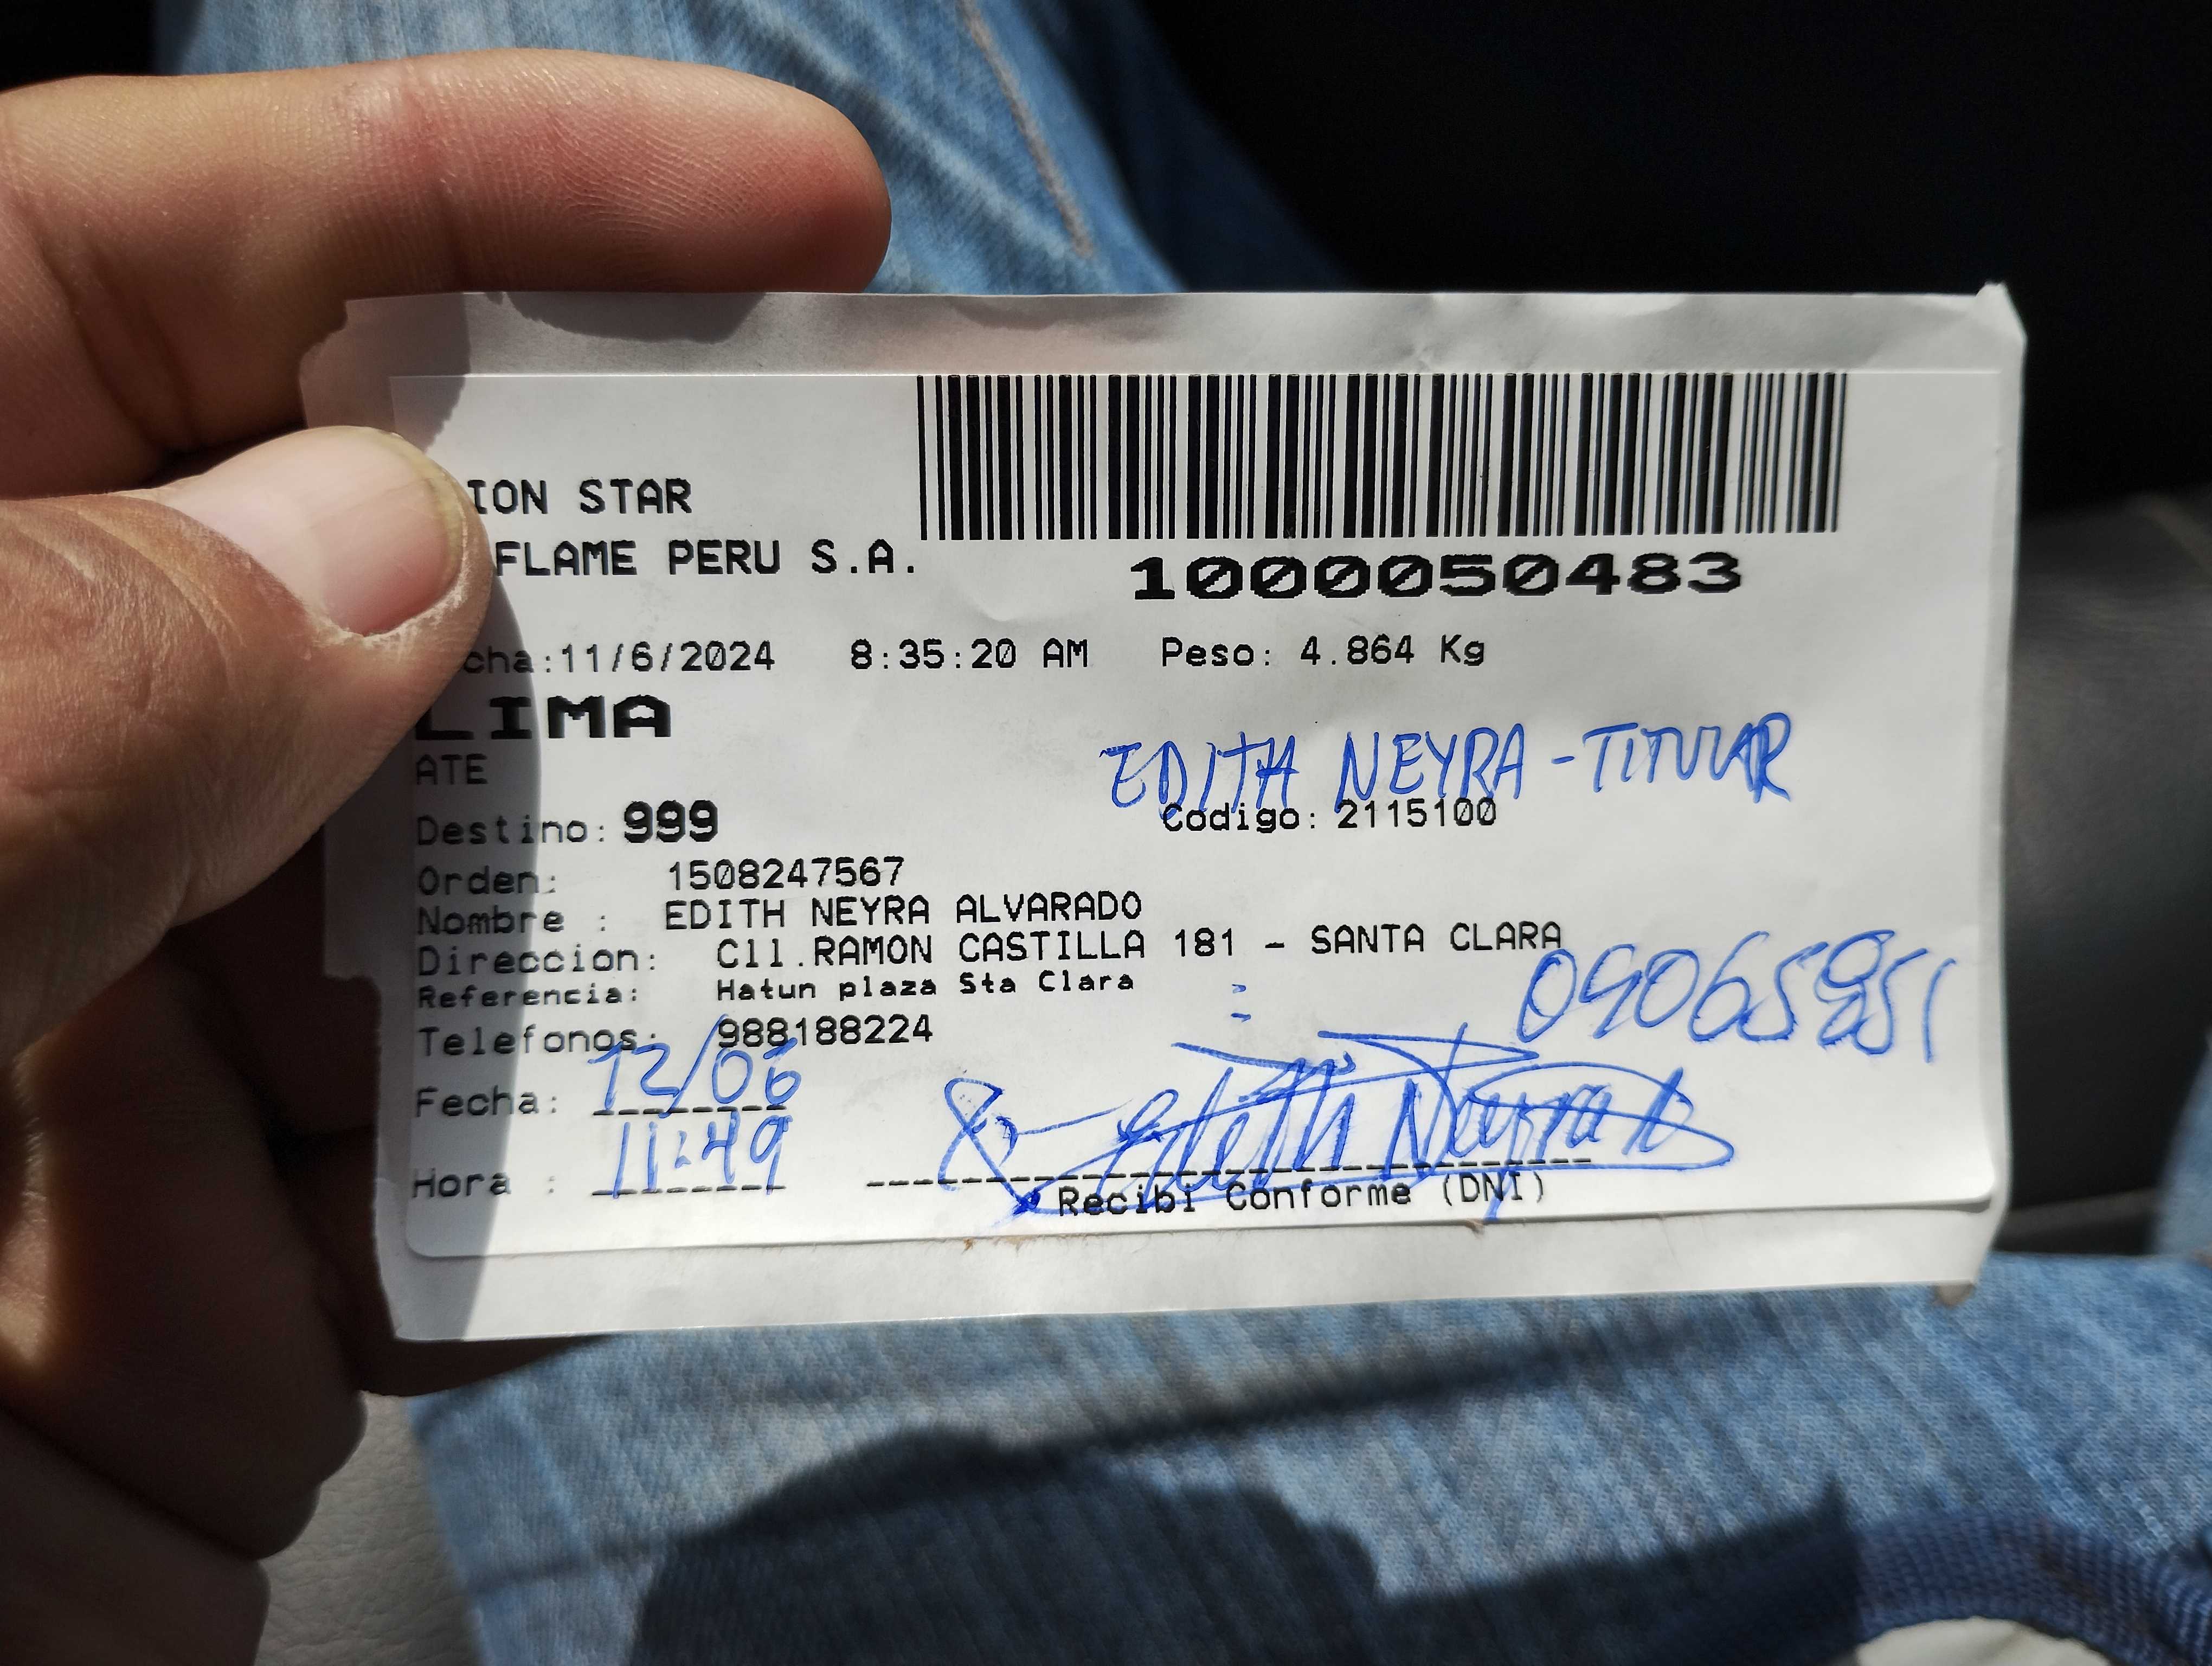 ION STAR
FLAME PERU S.A.
1000050483
cha:11/6/2024 8:35:20 AM Peso: 4.864 Kg
LIMA
ATE
EDITH NEYRA - TITULAR
Destino: 999 Codigo: 2115100
Orden: 1508247567
Nombre : EDITH NEYRA ALVARADO
Direccion: Cll.RAMON CASTILLA 181 - SANTA CLARA
Referencia: Hatun plaza Sta Clara
Telefonos: 988188224
Fecha: 12/06
Hora : 11:49
Edith Neyra A
Recibi Conforme (DNI)